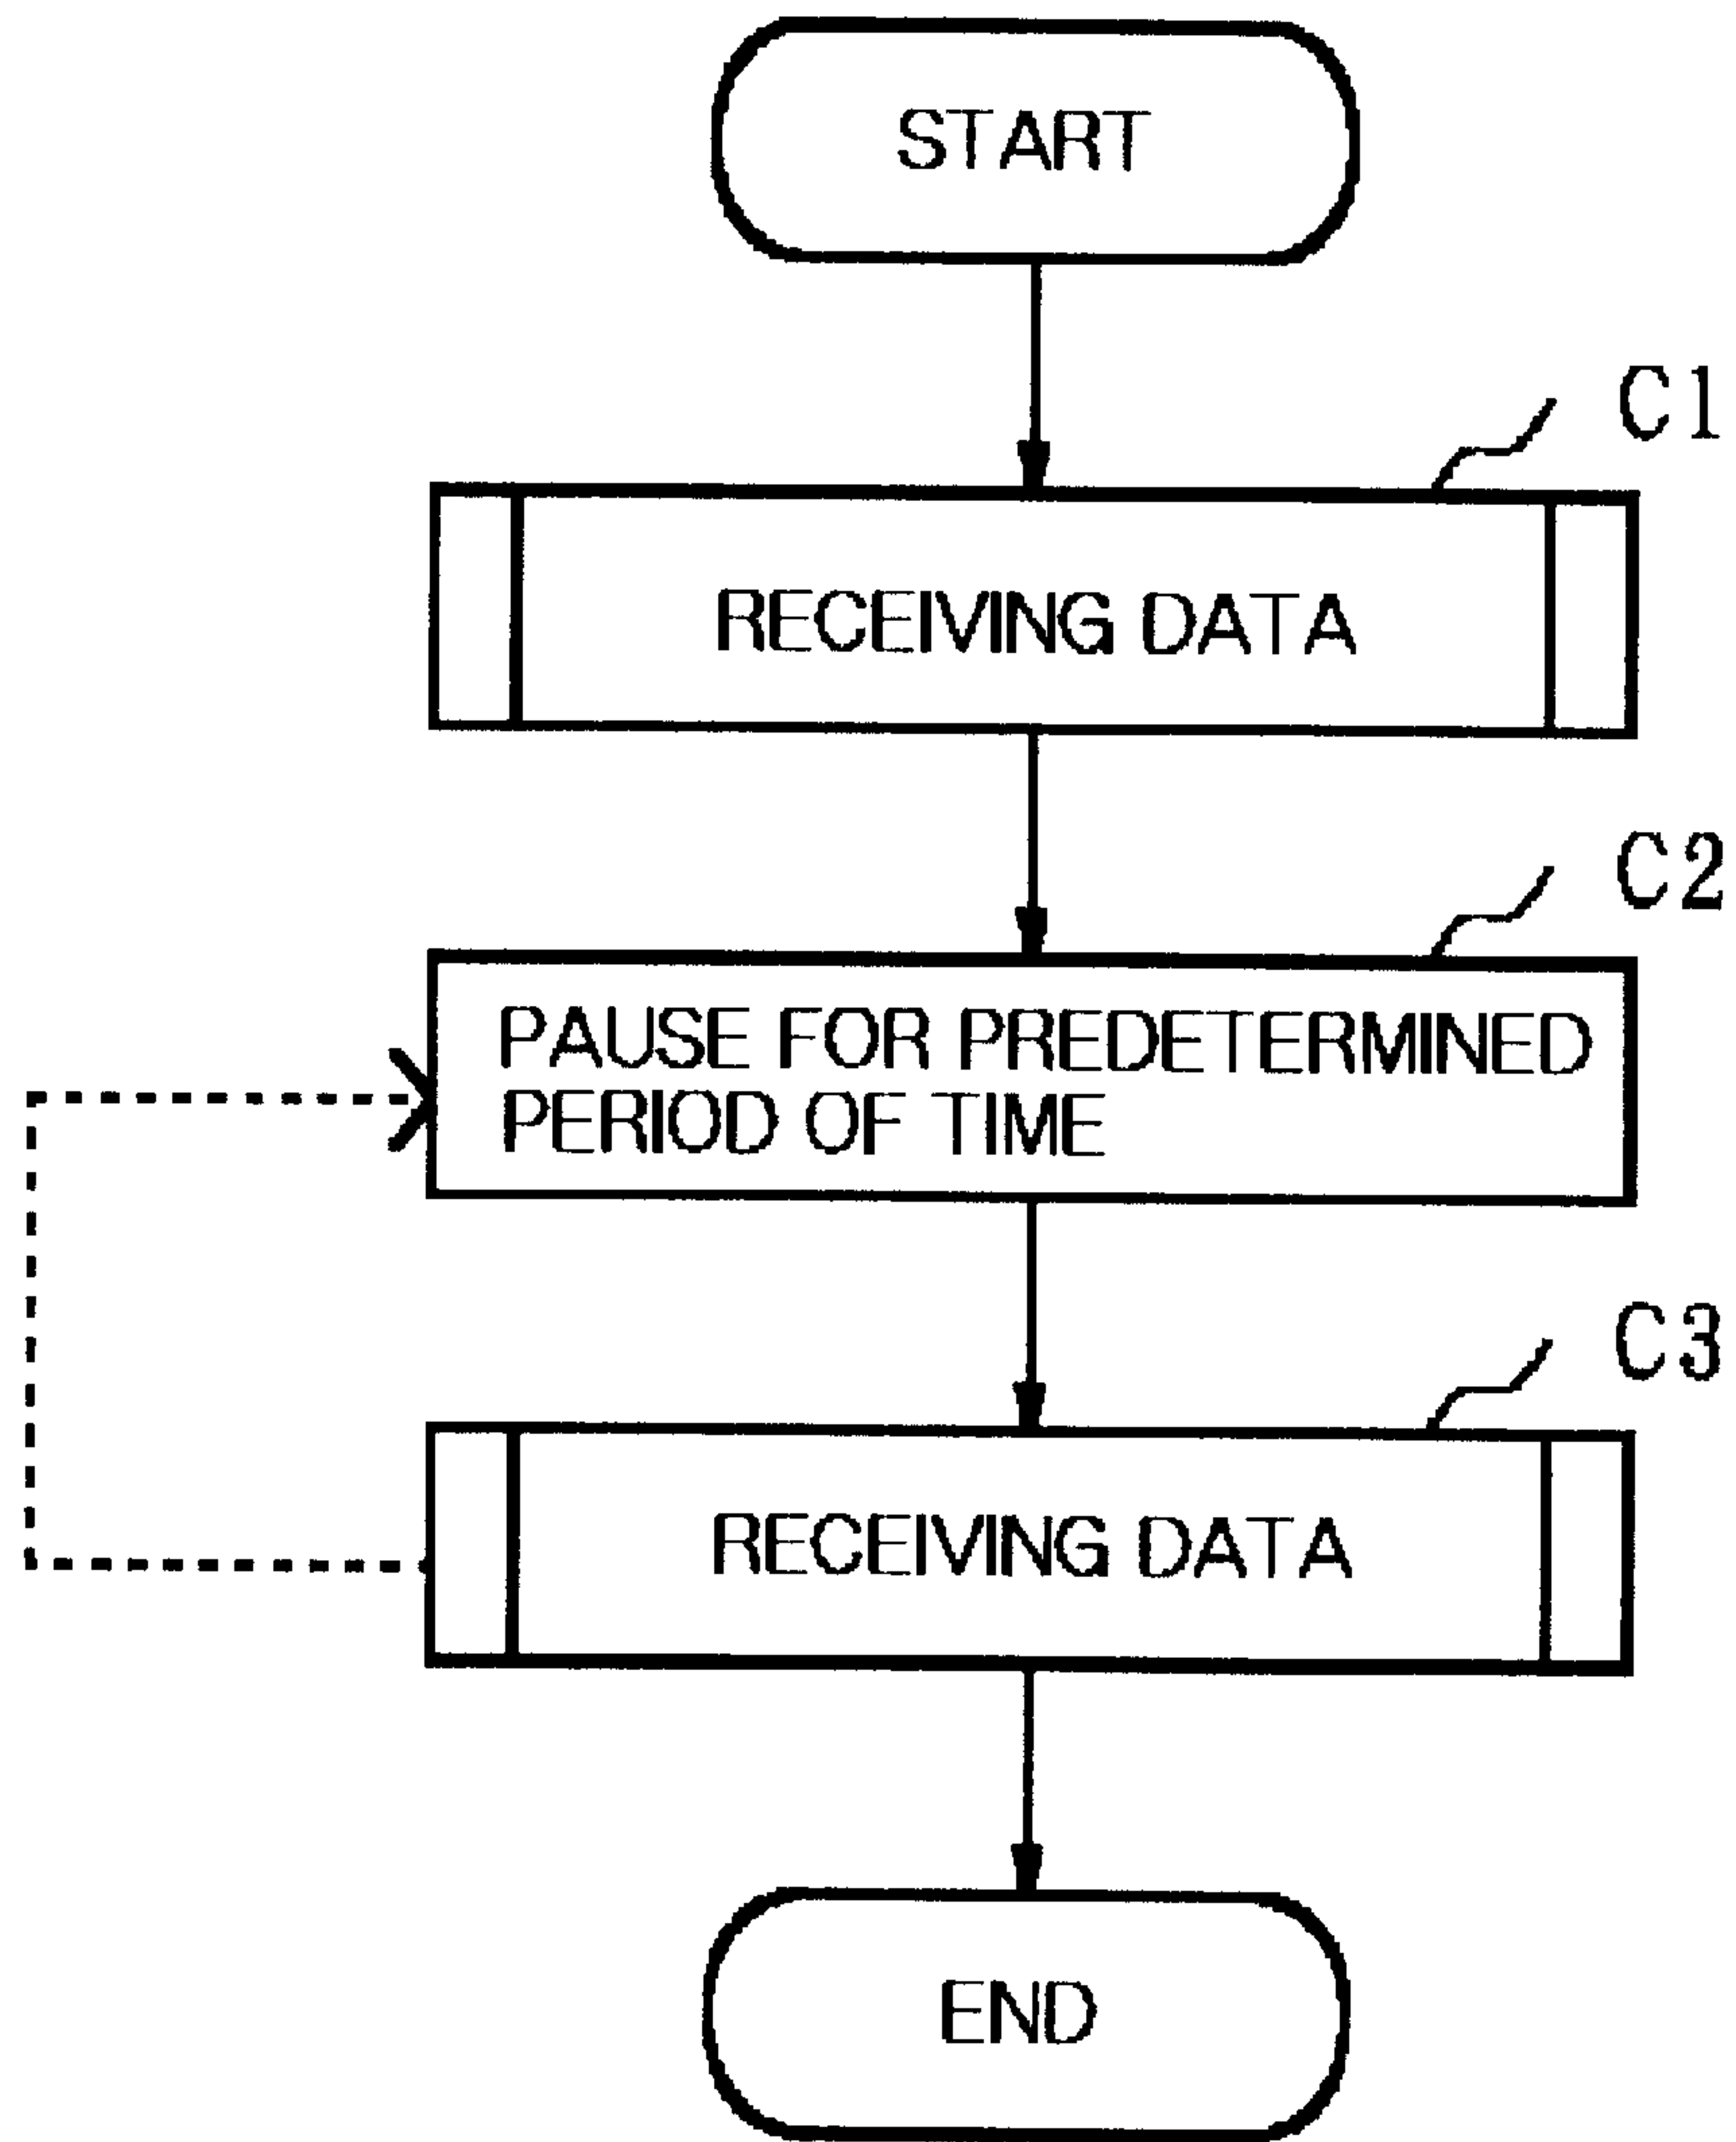 START
C1
RECEIVING DATA
C2
PAUSE FOR PREDETERMINED
PERIOD OF TIME
C3
RECEIVING DATA
END